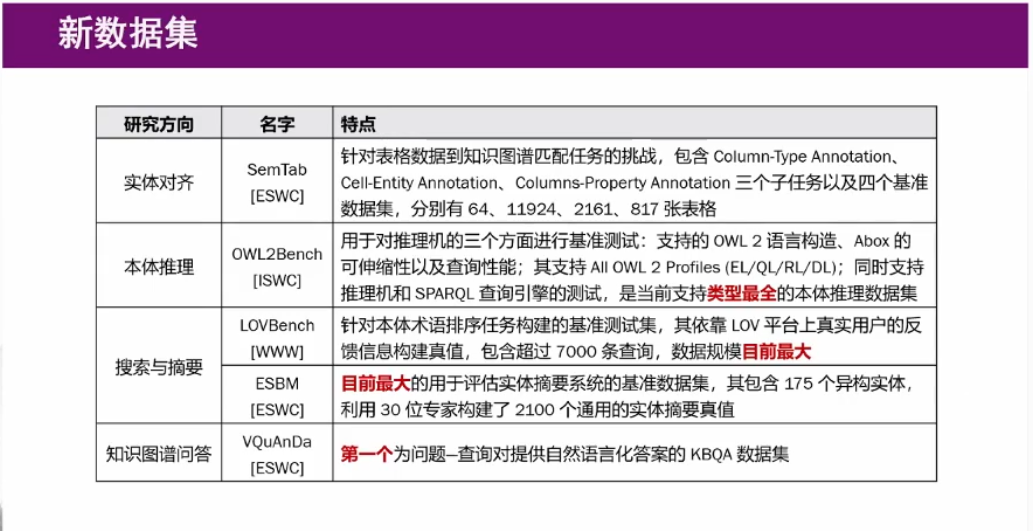 新数据集
研究方向 名字 特点
实体对齐
SemTab
[ESWC]
针对表格数据到知识图谱匹配任务的挑战，包含 Column-Type Annotation、
Cell-Entity Annotation、Columns-Property Annotation 三个子任务以及四个基准
数据集，分别有 64、11924、2161、817 张表格
本体推理
OWL2Bench
[ISWC]
用于对推理机的三个方面进行基准测试：支持的 OWL 2 语言构造、Abox 的
可伸缩性以及查询性能；其支持 All OWL 2 Profiles (EL/QL/RL/DL)；同时支持
推理机和 SPARQL 查询引擎的测试，是当前支持类型最全的本体推理数据集
搜索与摘要
LOVBench
[WWW]
针对本体术语排序任务构建的基准测试集，其依靠 LOV 平台上真实用户的反
馈信息构建真值，包含超过 7000 条查询，数据规模目前最大
ESBM
[ESWC]
目前最大的用于评估实体摘要系统的基准数据集，其包含 175 个异构实体，
利用 30 位专家构建了 2100 个通用的实体摘要真值
知识图谱问答
VQuAnDa
[ESWC]
第一个为问题–查询对提供自然语言化答案的 KBQA 数据集